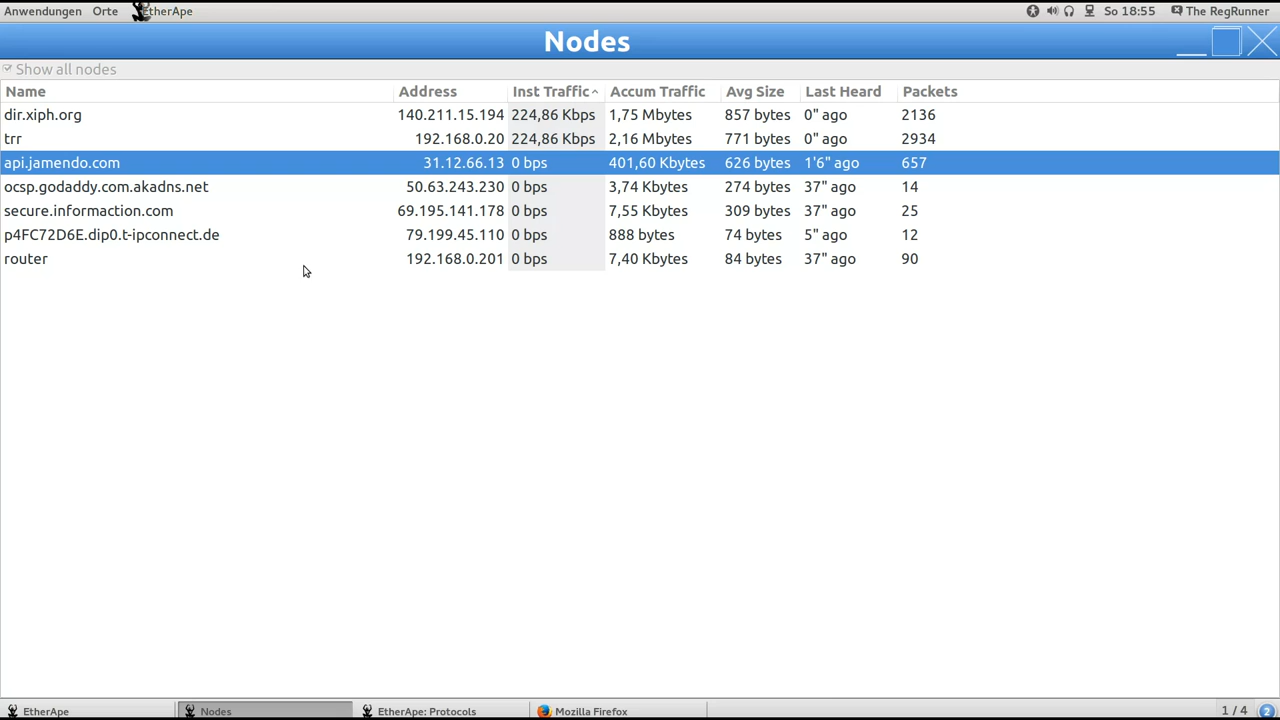 Anwendungen Orte EtherApe So 18:55 The RegRunner
Nodes
Show all nodes
Name Address Inst Traffic Accum Traffic Avg Size Last Heard Packets
dir.xiph.org 140.211.15.194 224,86 Kbps 1,75 Mbytes 857 bytes 0" ago 2136
trr 192.168.0.20 224,86 Kbps 2,16 Mbytes 771 bytes 0" ago 2934
api.jamendo.com 31.12.66.13 0 bps 401,60 Kbytes 626 bytes 1'6" ago 657
ocsp.godaddy.com.akadns.net 50.63.243.230 0 bps 3,74 Kbytes 274 bytes 37" ago 14
secure.informaction.com 69.195.141.178 0 bps 7,55 Kbytes 309 bytes 37" ago 25
p4FC72D6E.dip0.t-ipconnect.de 79.199.45.110 0 bps 888 bytes 74 bytes 5" ago 12
router 192.168.0.201 0 bps 7,40 Kbytes 84 bytes 37" ago 90
EtherApe Nodes EtherApe: Protocols Mozilla Firefox 1 / 4 2